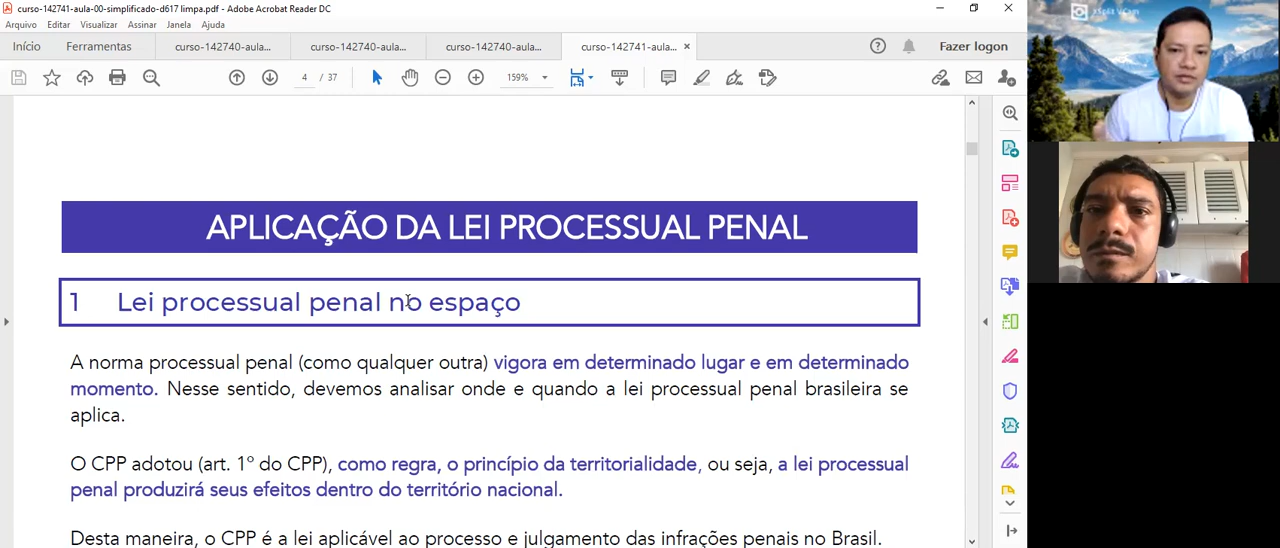 curso-142741-aula-00-simplificado-d617 limpa.pdf - Adobe Acrobat Reader DC
Arquivo Editar Visualizar Assinar Janela Ajuda
Início Ferramentas curso-142740-aula... curso-142740-aula... curso-142740-aula... curso-142741-aula... × Fazer logon
4 / 37 159%
APLICAÇÃO DA LEI PROCESSUAL PENAL
1 Lei processual penal no espaço
A norma processual penal (como qualquer outra) vigora em determinado lugar e em determinado
momento. Nesse sentido, devemos analisar onde e quando a lei processual penal brasileira se
aplica.
O CPP adotou (art. 1º do CPP), como regra, o princípio da territorialidade, ou seja, a lei processual
penal produzirá seus efeitos dentro do território nacional.
Desta maneira, o CPP é a lei aplicável ao processo e julgamento das infrações penais no Brasil.
XSplit VCam